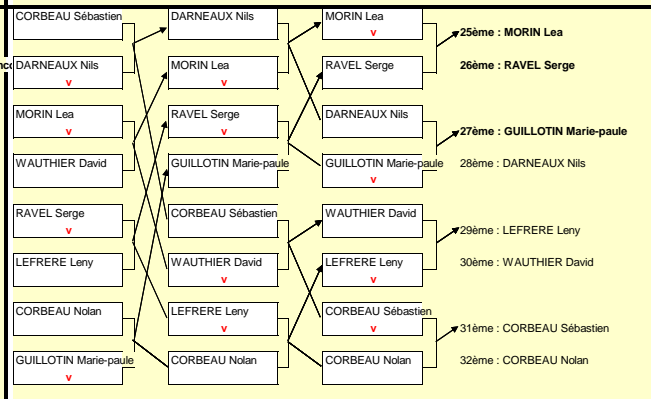 CORBEAU Sébastien
DARNEAUX Nils
v
MORIN Lea
v
WAUTHIER David
RAVEL Serge
v
LEFRERE Leny
CORBEAU Nolan
GUILLOTIN Marie-paule
v
DARNEAUX Nils
MORIN Lea
v
RAVEL Serge
v
GUILLOTIN Marie-paule
CORBEAU Sébastien
WAUTHIER David
v
LEFRERE Leny
v
CORBEAU Nolan
MORIN Lea
v
RAVEL Serge
DARNEAUX Nils
GUILLOTIN Marie-paule
v
WAUTHIER David
LEFRERE Leny
v
CORBEAU Sébastien
v
CORBEAU Nolan
25ème : MORIN Lea
26ème : RAVEL Serge
27ème : GUILLOTIN Marie-paule
28ème : DARNEAUX Nils
29ème : LEFRERE Leny
30ème : WAUTHIER David
31ème : CORBEAU Sébastien
32ème : CORBEAU Nolan